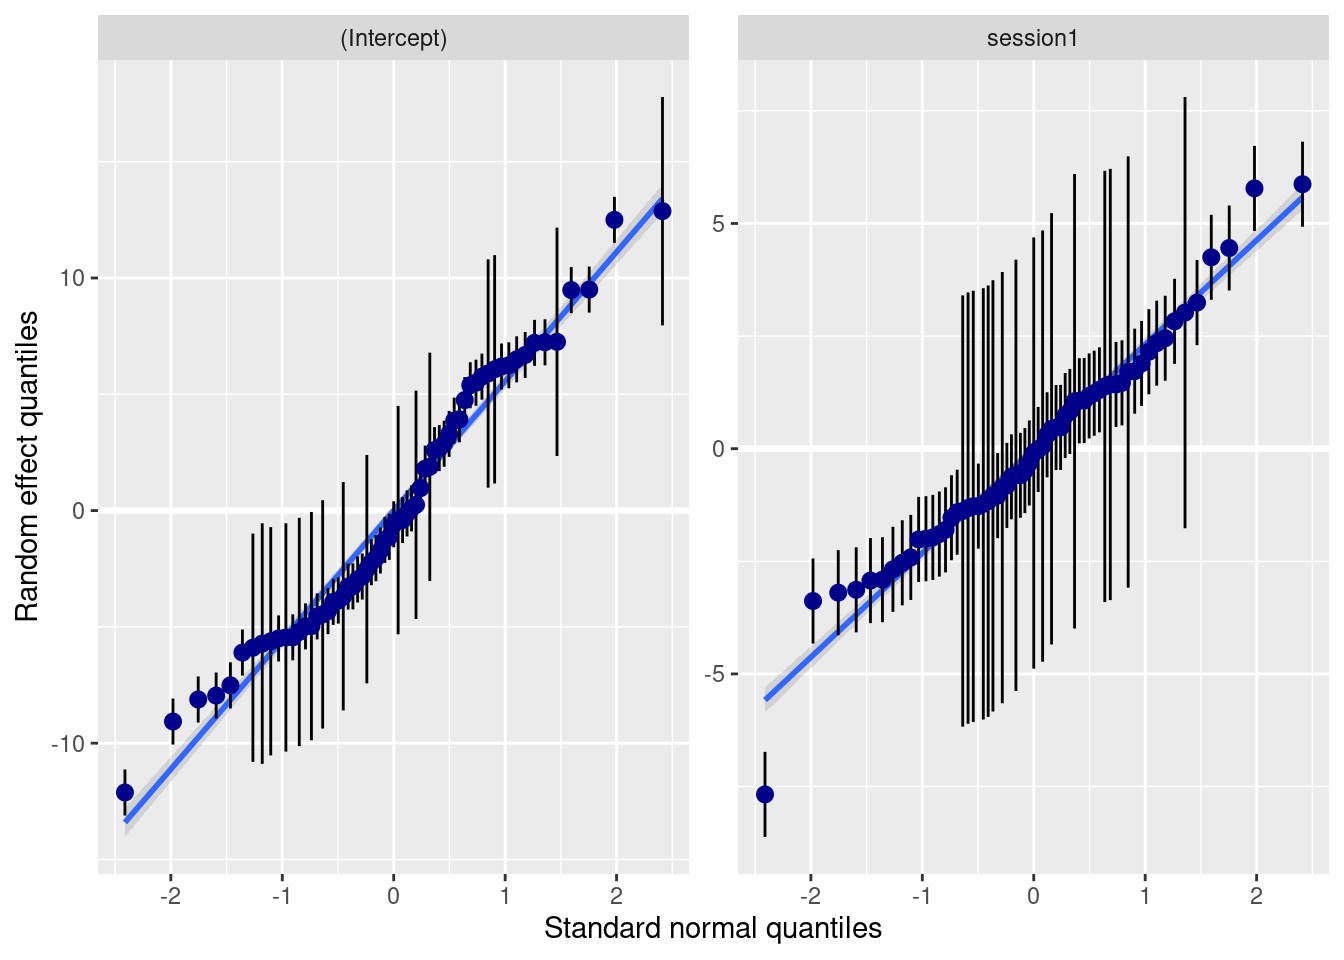 (Intercept)
session1
Random effect quantiles
10
0
-10
5
0
-5
-2 -1 0 1 2
-2 -1 0 1 2
Standard normal quantiles